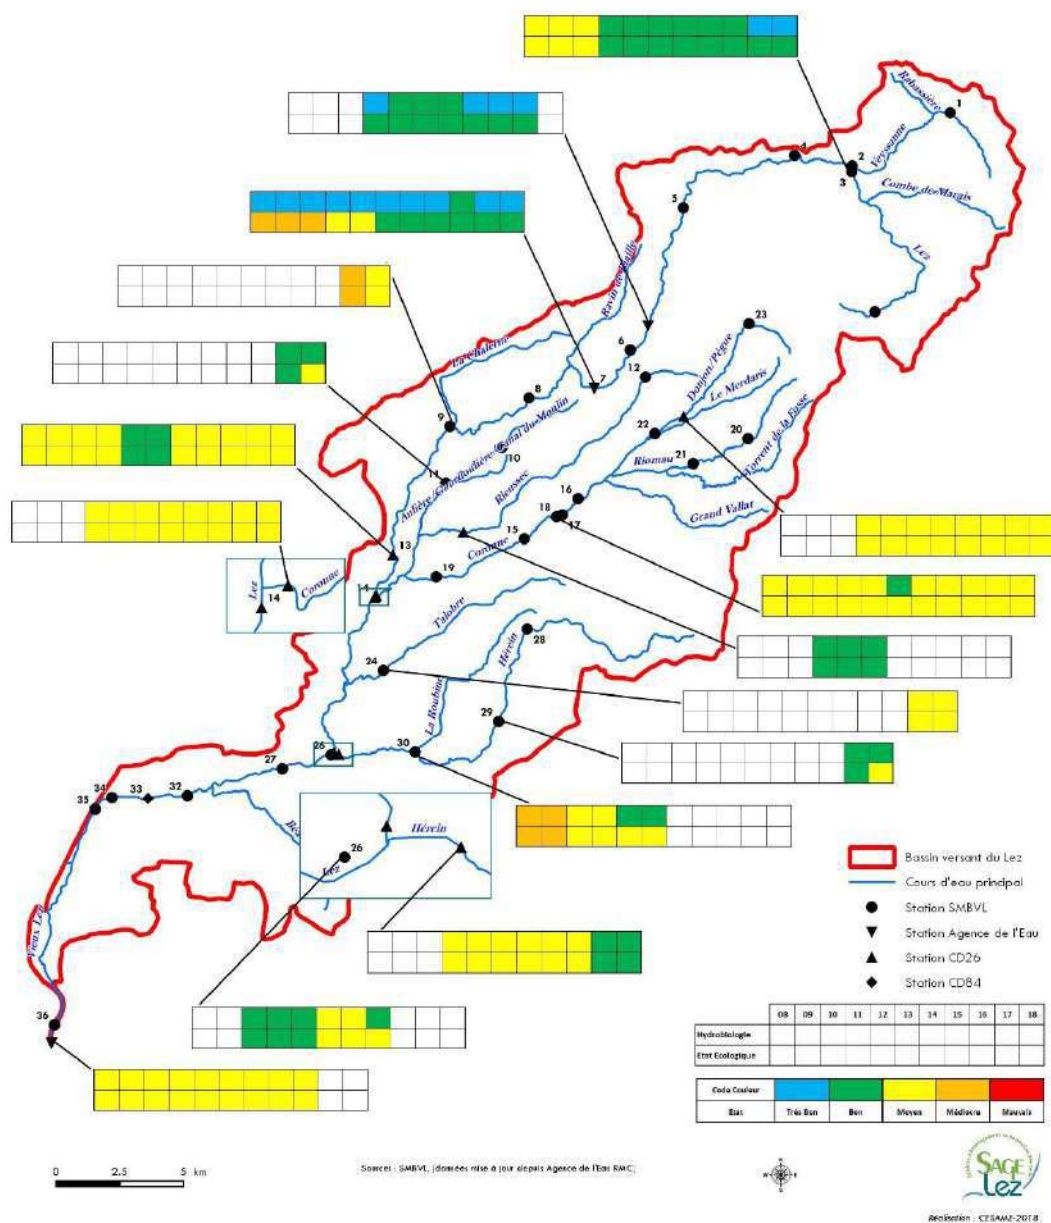 Rabassière
1
4
2
Veyssanne
3
Combe de Marais
5
Lez
Ravin de
23
6
La Chalerne
12
7
Donjon/Pègue
Le Merdaris
8
9
22
20
10
21
Riomau
Torrent de la Fosse
11
Rieussec
16
18
17
Grand Vallat
13
15
Coronne
19
14
Lez
14
Coronne
Talobre
28
24
Hérein
La Roubine
29
26
30
27
34
33
32
35
Hérein
26
Lez
Vieux Lez
36
Bassin versant du Lez
Cours d'eau principal
Station SMBVL
Station Agence de l'Eau
Station CD26
Station CD84
08 09 10 11 12 13 14 15 16 17 18
Hydrobiologie
Etat Ecologique
Code Couleur
Etat Très Bon Bon Moyen Médiocre Mauvais
0 2.5 5 km
Sources : SMBVL, (données mise à jour depuis Agence de l'Eau RMC)
SAGE
Lez
Réalisation : CESAME-2018